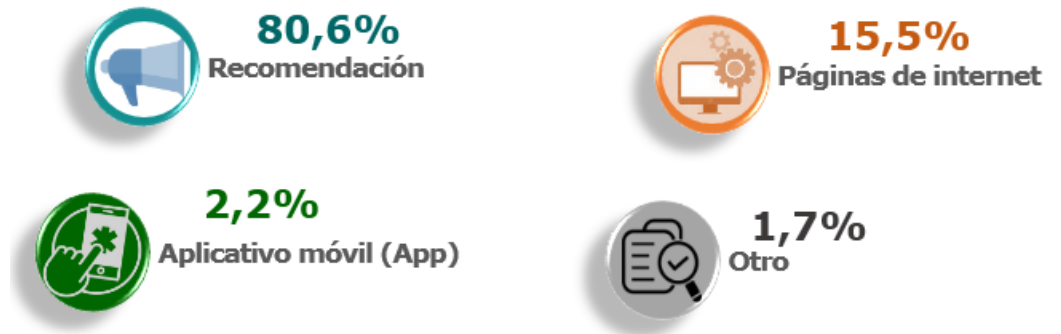 80,6%
Recomendación
15,5%
Páginas de internet
2,2%
Aplicativo móvil (App)
1,7%
Otro